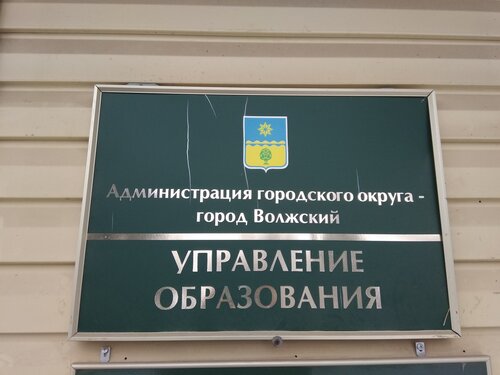 Администрация городского округа -
город Волжский
УПРАВЛЕНИЕ
ОБРАЗОВАНИЯ